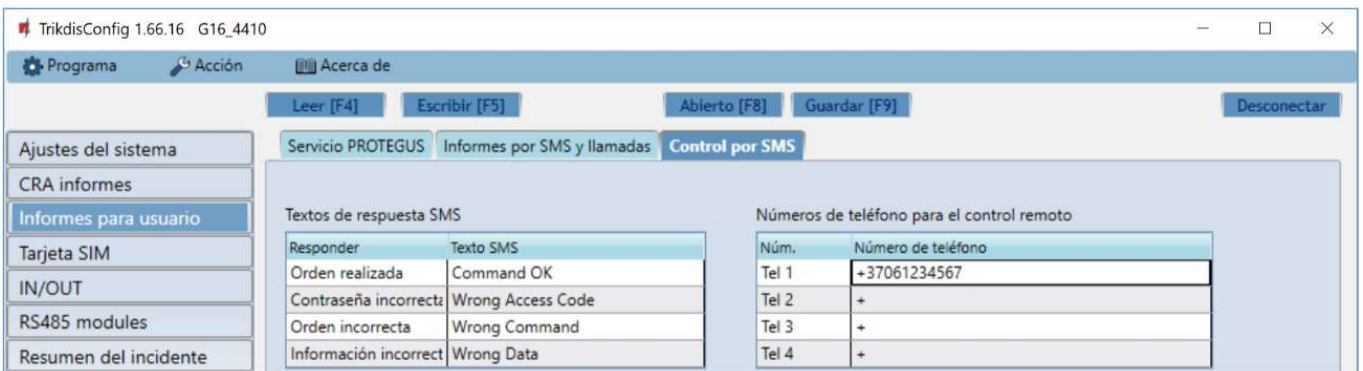 TrikdisConfig 1.66.16 G16_4410
Programa Acción Acerca de
Leer [F4] Escribir [F5] Abierto [F8] Guardar [F9] Desconectar
Ajustes del sistema
CRA informes
Informes para usuario
Tarjeta SIM
IN/OUT
RS485 modules
Resumen del incidente
Servicio PROTEGUS Informes por SMS y llamadas Control por SMS
Textos de respuesta SMS
Responder Texto SMS
Orden realizada Command OK
Contraseña incorrecta Wrong Access Code
Orden incorrecta Wrong Command
Información incorrect Wrong Data
Números de teléfono para el control remoto
Núm. Número de teléfono
Tel 1 +37061234567
Tel 2 +
Tel 3 +
Tel 4 +